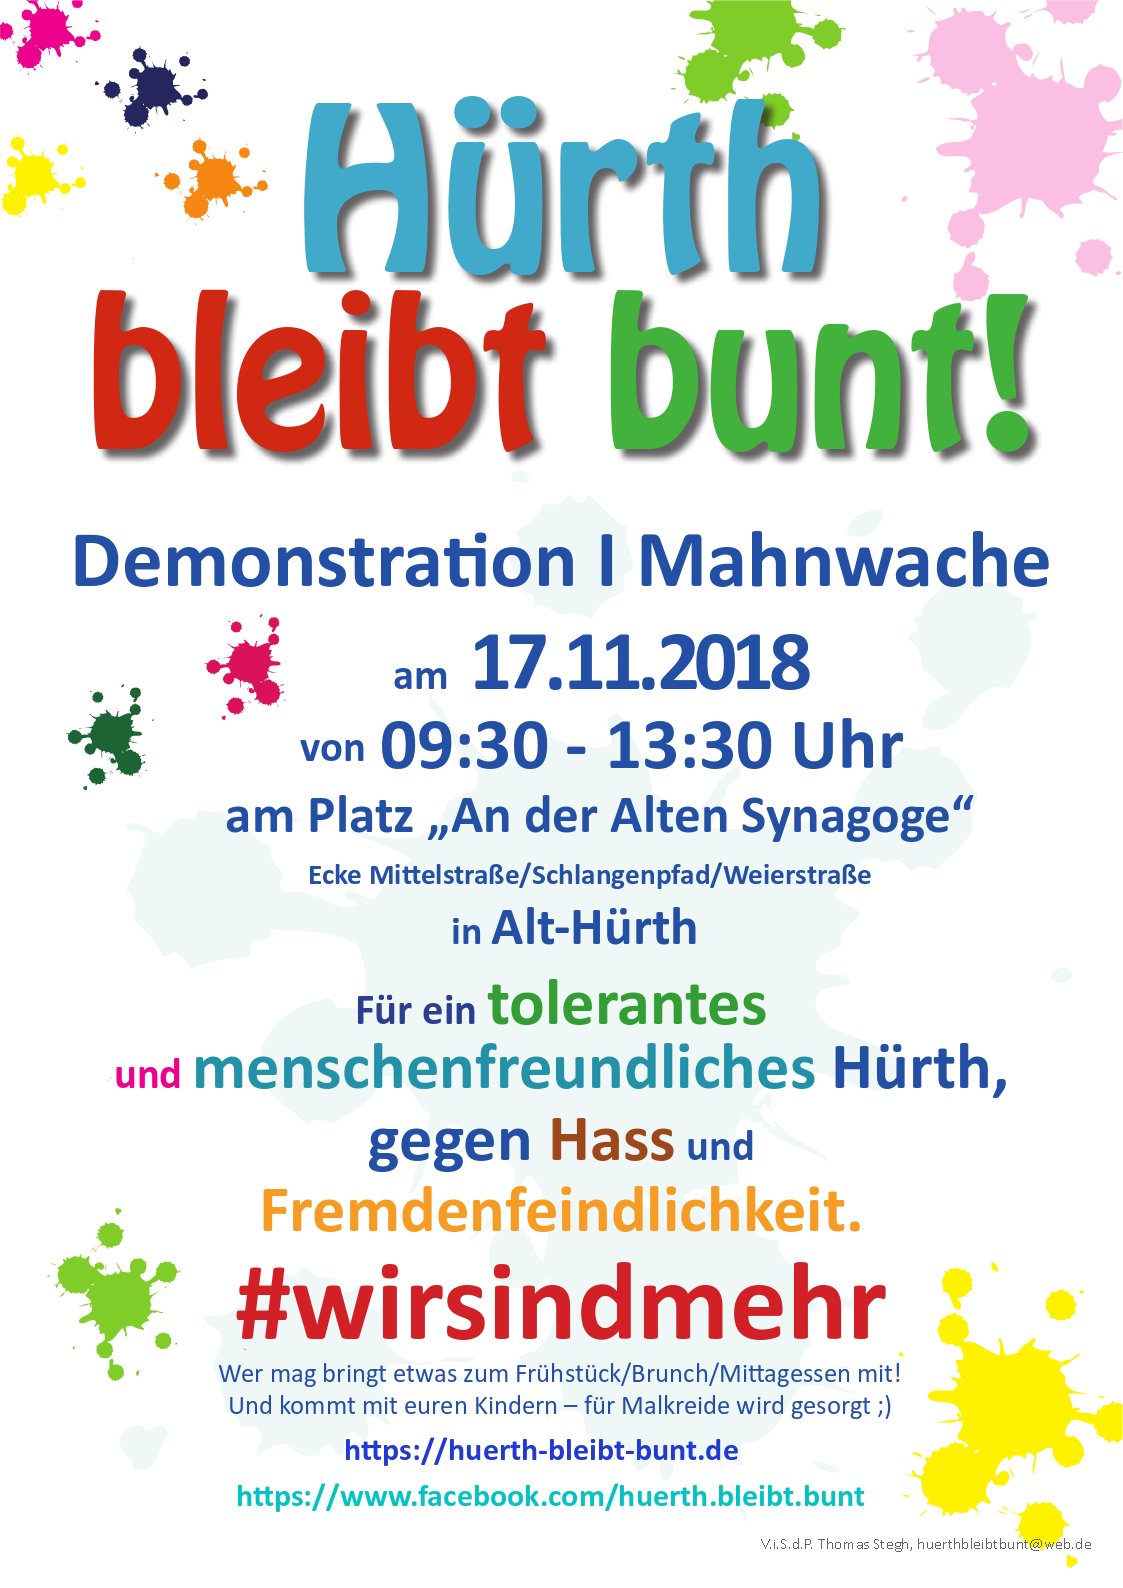 Hürth
bleibt bunt!
Demonstration I Mahnwache
am 17.11.2018
von 09:30 - 13:30 Uhr
am Platz „An der Alten Synagoge“
Ecke Mittelstraße/Schlangenpfad/Weierstraße
in Alt-Hürth
Für ein tolerantes
und menschenfreundliches Hürth,
gegen Hass und
Fremdenfeindlichkeit.
#wirsindmehr
Wer mag bringt etwas zum Frühstück/Brunch/Mittagessen mit!
Und kommt mit euren Kindern – für Malkreide wird gesorgt ;)
https://huerth-bleibt-bunt.de
https://www.facebook.com/huerth.bleibt.bunt
V.i.S.d.P. Thomas Stegh, huerthbleibtbunt@web.de